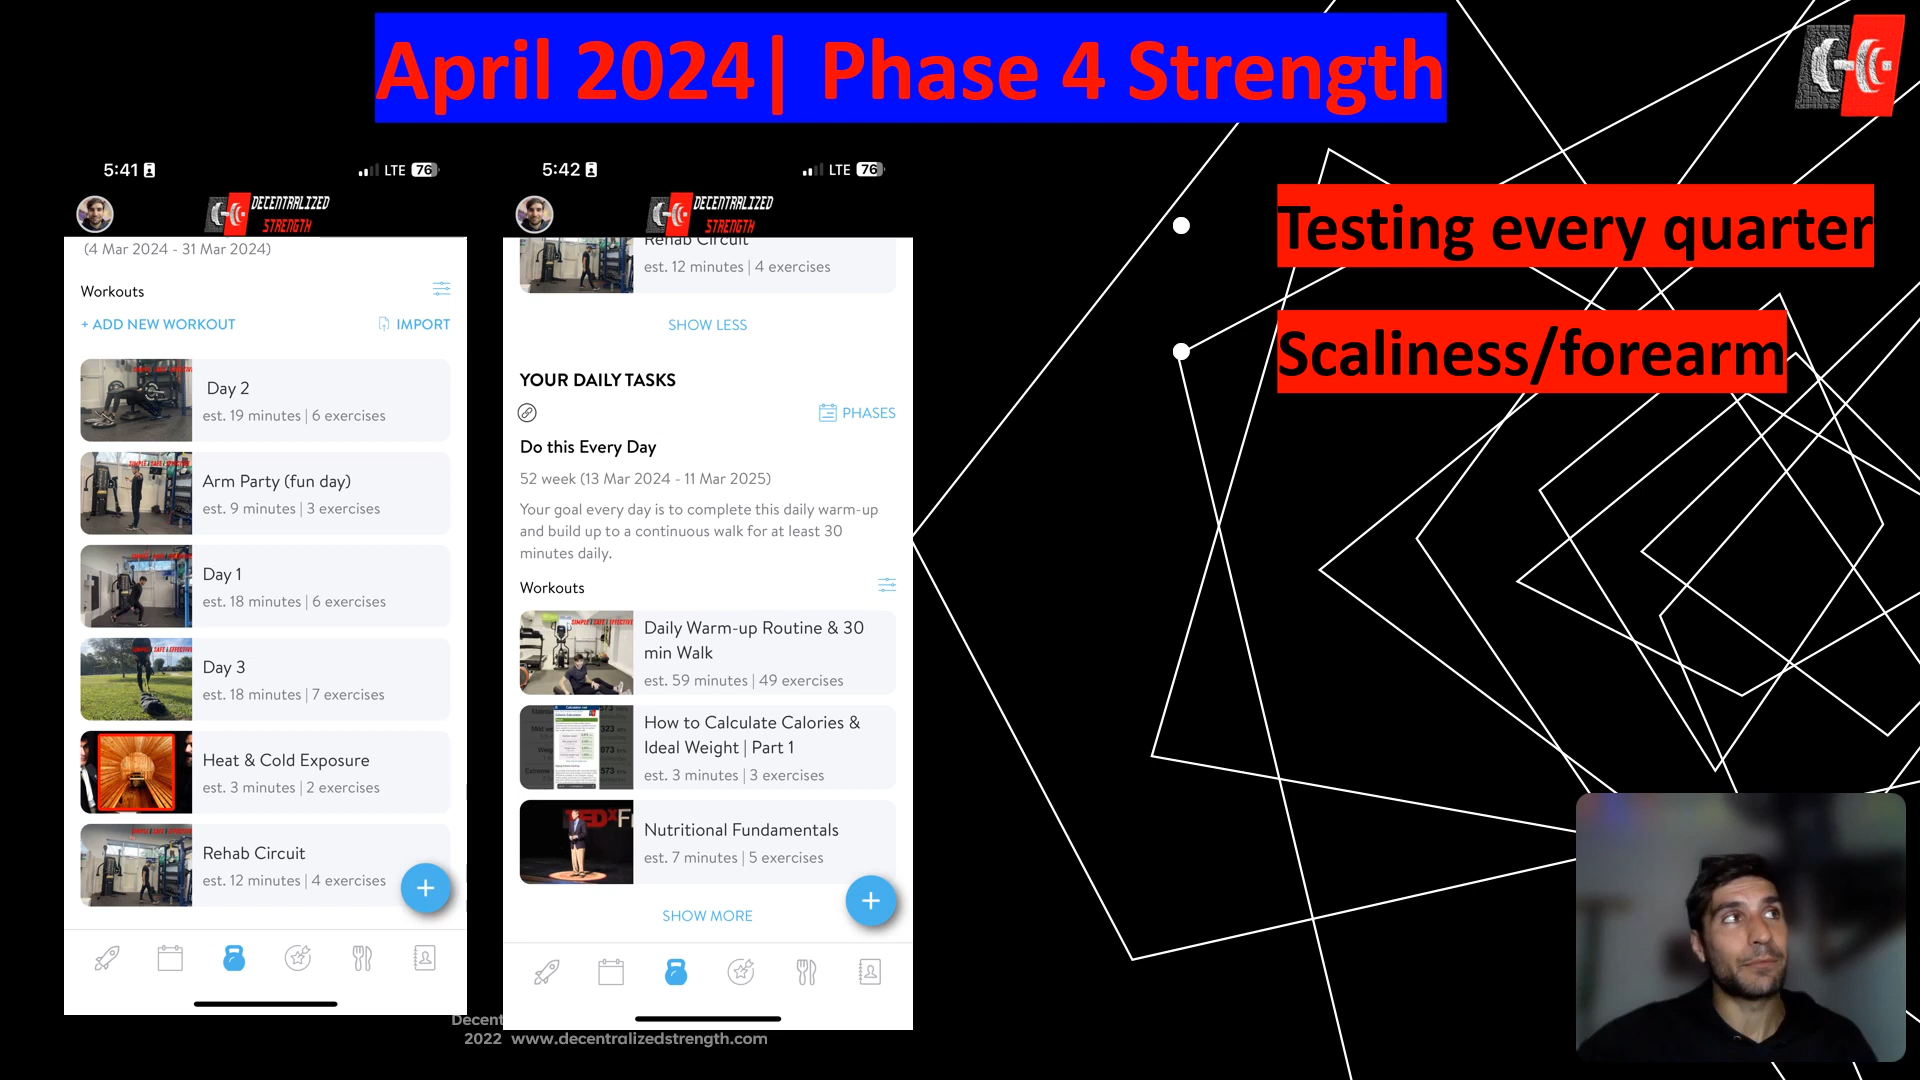 April 2024| Phase 4 Strength
Testing every quarter
Scaliness/forearm
5:41
LTE 76
DECENTRALIZED
STRENGTH
(4 Mar 2024 - 31 Mar 2024)
Workouts
+ ADD NEW WORKOUT
IMPORT
Day 2
est. 19 minutes | 6 exercises
Arm Party (fun day)
est. 9 minutes | 3 exercises
Day 1
est. 18 minutes | 6 exercises
Day 3
est. 18 minutes | 7 exercises
Heat & Cold Exposure
est. 3 minutes | 2 exercises
Rehab Circuit
est. 12 minutes | 4 exercises
5:42
LTE 76
DECENTRALIZED
STRENGTH
Rehab Circuit
est. 12 minutes | 4 exercises
SHOW LESS
YOUR DAILY TASKS
PHASES
Do this Every Day
52 week (13 Mar 2024 - 11 Mar 2025)
Your goal every day is to complete this daily warm-up
and build up to a continuous walk for at least 30
minutes daily.
Workouts
SIMPLE & SAFE & EFFECTIVE
Daily Warm-up Routine & 30
min Walk
est. 59 minutes | 49 exercises
How to Calculate Calories &
Ideal Weight | Part 1
est. 3 minutes | 3 exercises
Nutritional Fundamentals
est. 7 minutes | 5 exercises
SHOW MORE
Decent
2022 www.decentralizedstrength.com